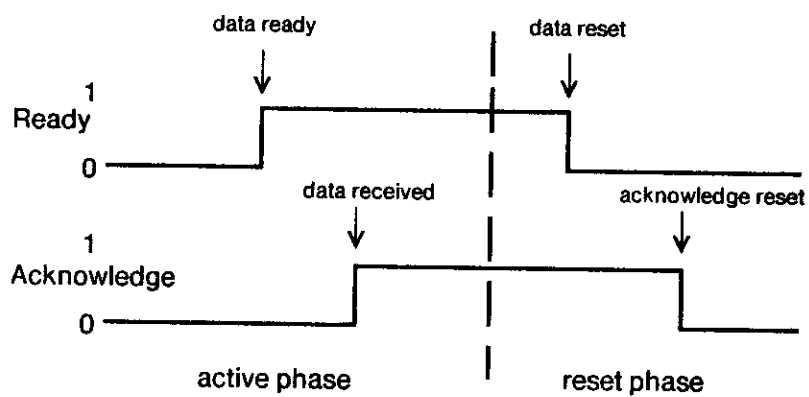 data ready
data reset
1
Ready
0
data received
acknowledge reset
1
Acknowledge
0
active phase
reset phase